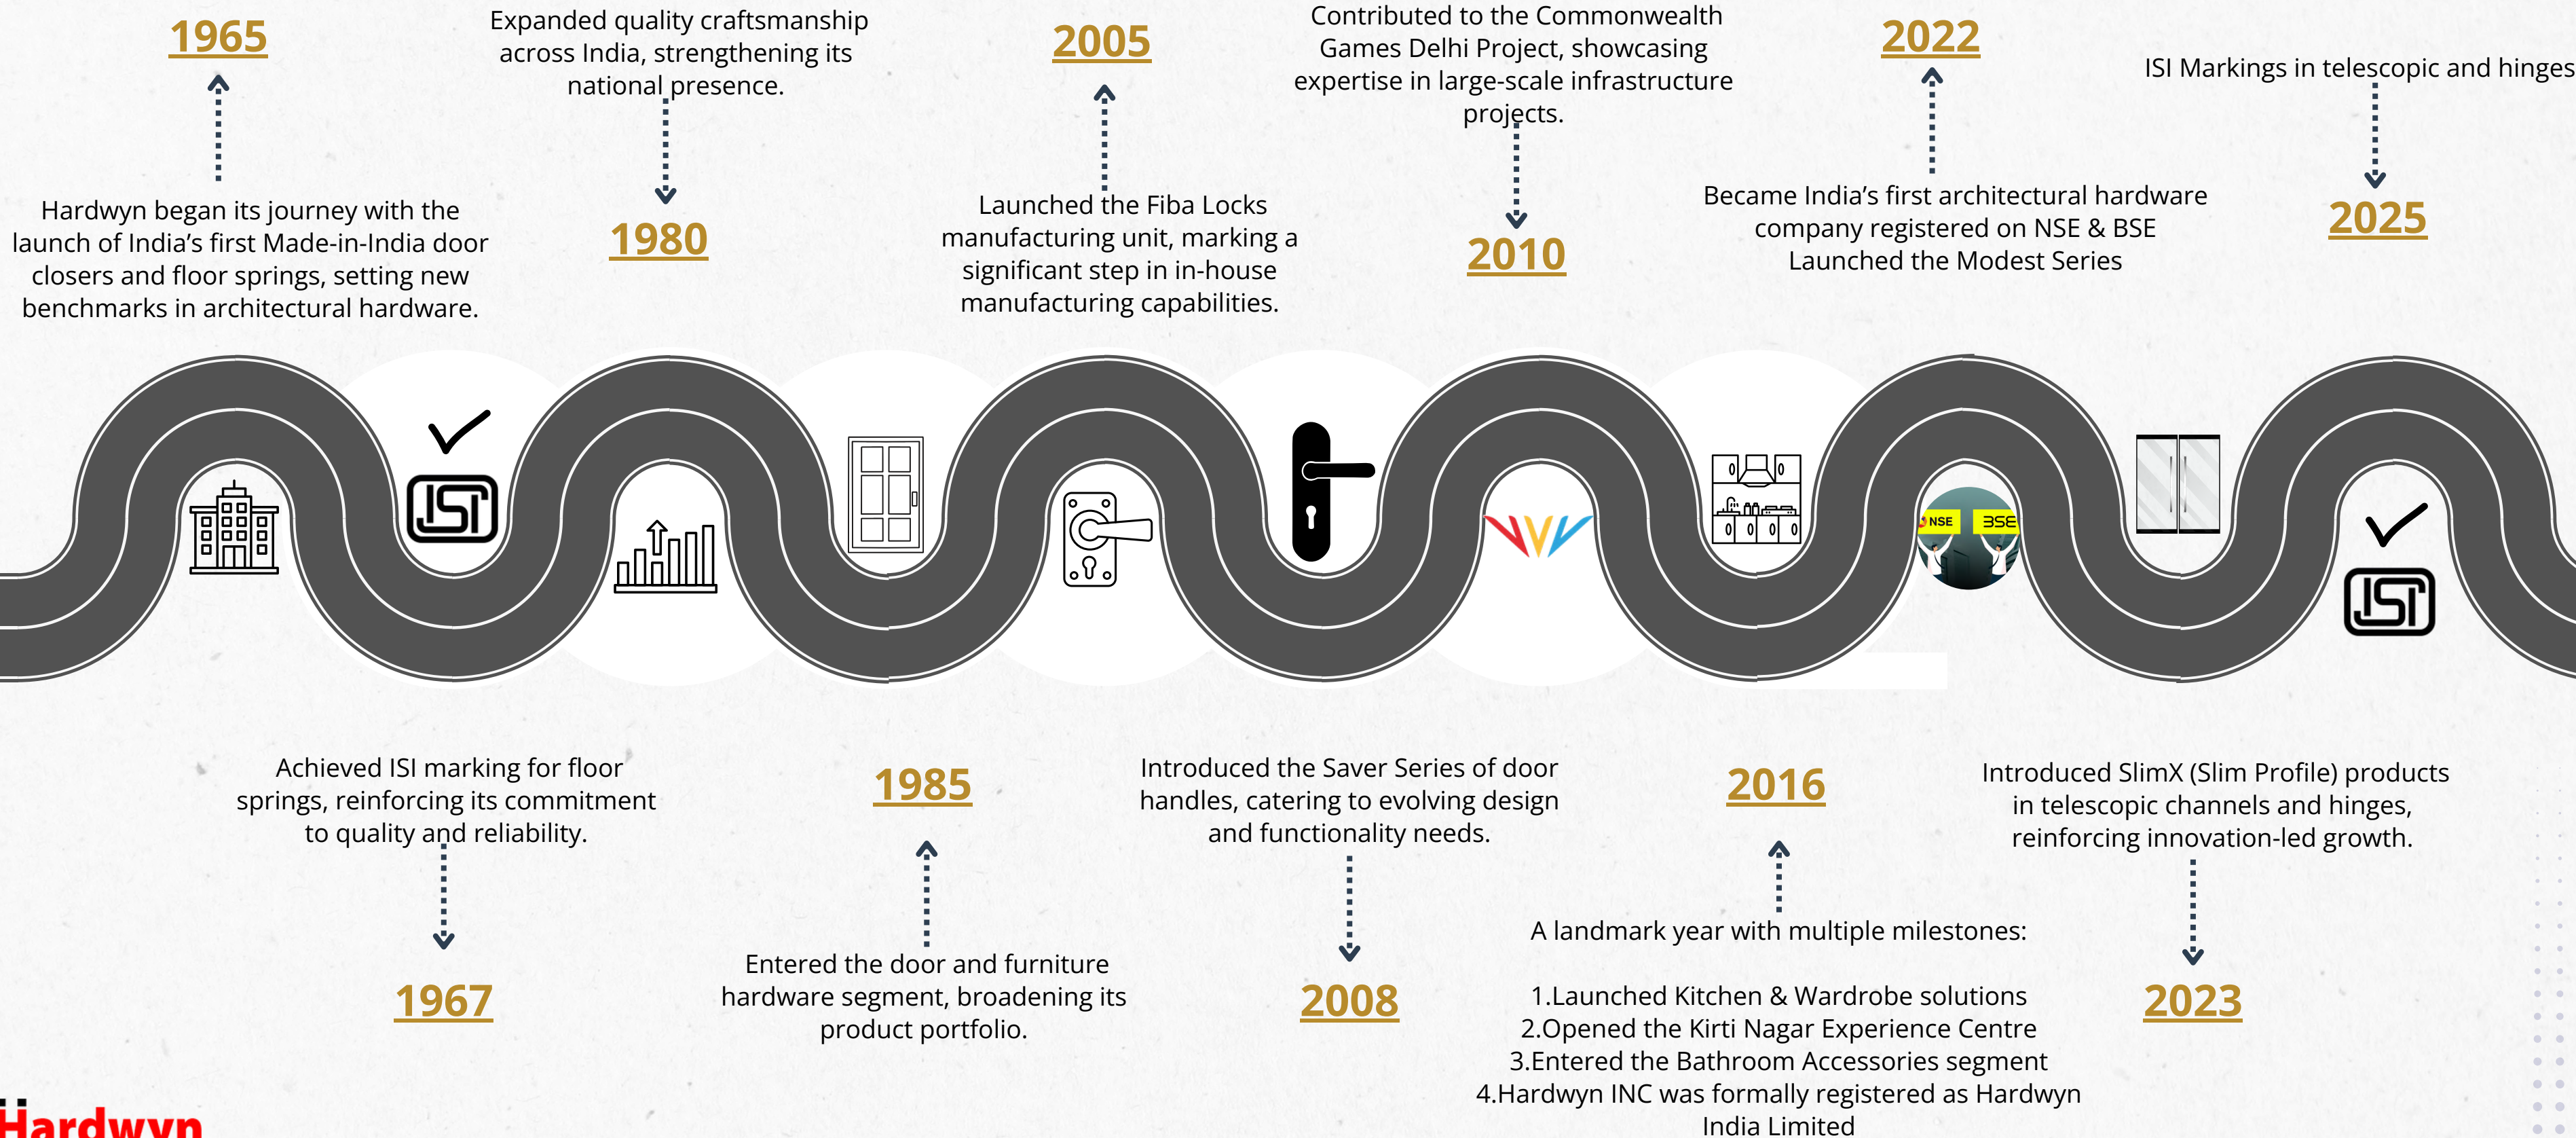 1965
Hardwyn began its journey with the
launch of India’s first Made-in-India door
closers and floor springs, setting new
benchmarks in architectural hardware.
Achieved ISI marking for floor
springs, reinforcing its commitment
to quality and reliability.
1967
Expanded quality craftsmanship
across India, strengthening its
national presence.
1980
1985
Entered the door and furniture
hardware segment, broadening its
product portfolio.
2005
Launched the Fiba Locks
manufacturing unit, marking a
significant step in in-house
manufacturing capabilities.
Introduced the Saver Series of door
handles, catering to evolving design
and functionality needs.
2008
Contributed to the Commonwealth
Games Delhi Project, showcasing
expertise in large-scale infrastructure
projects.
2010
2016
A landmark year with multiple milestones:
1.Launched Kitchen & Wardrobe solutions
2.Opened the Kirti Nagar Experience Centre
3.Entered the Bathroom Accessories segment
4.Hardwyn INC was formally registered as Hardwyn
India Limited
2022
Became India’s first architectural hardware
company registered on NSE & BSE
Launched the Modest Series
Introduced SlimX (Slim Profile) products
in telescopic channels and hinges,
reinforcing innovation-led growth.
2023
ISI Markings in telescopic and hinges
2025
ISI
NSE
BSE
ISI
Hardwyn